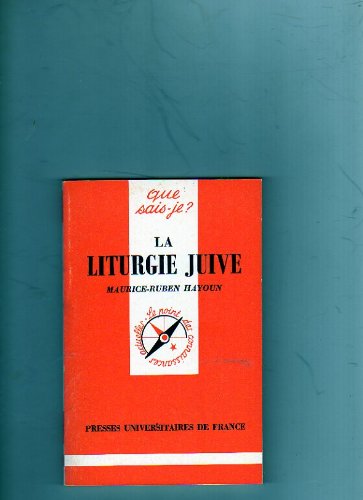 que
sais-je?
LA
LITURGIE JUIVE
MAURICE-RUBEN HAYOUN
le point des connaissances actuelles
PRESSES UNIVERSITAIRES DE FRANCE